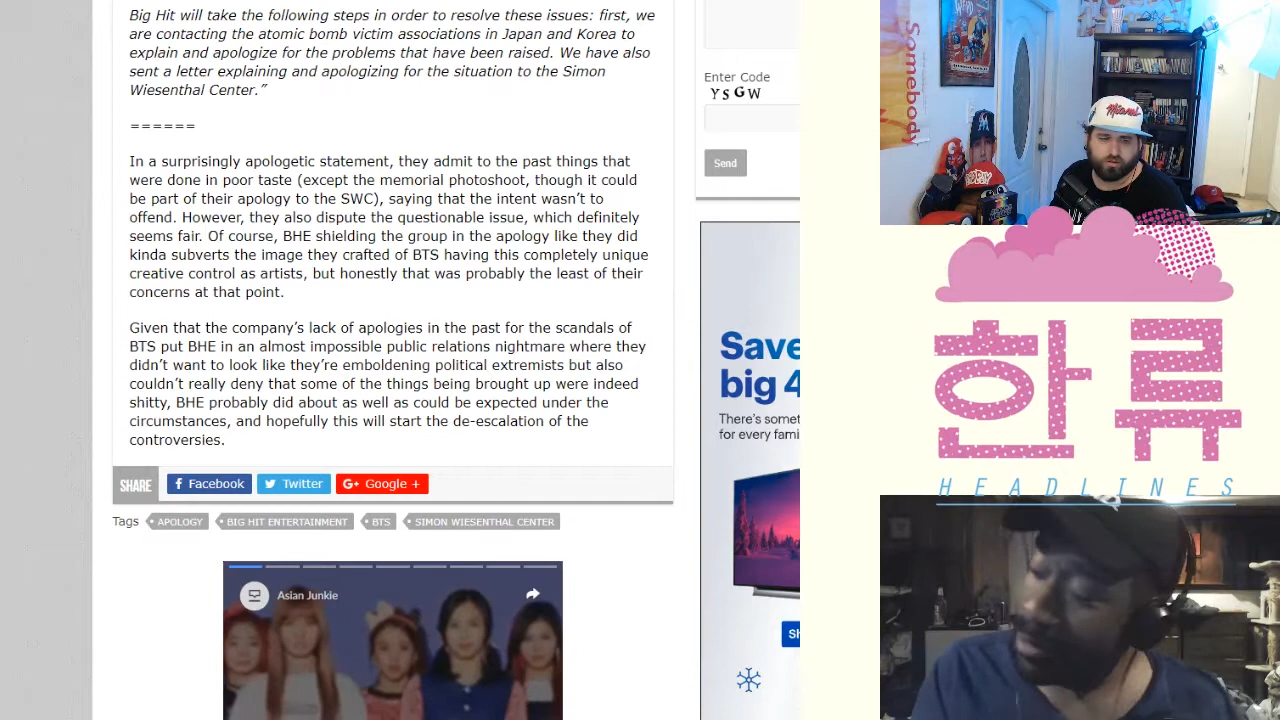 Big Hit will take the following steps in order to resolve these issues: first, we
are contacting the atomic bomb victim associations in Japan and Korea to
explain and apologize for the problems that have been raised. We have also
sent a letter explaining and apologizing for the situation to the Simon
Wiesenthal Center.”
======
In a surprisingly apologetic statement, they admit to the past things that
were done in poor taste (except the memorial photoshoot, though it could
be part of their apology to the SWC), saying that the intent wasn’t to
offend. However, they also dispute the questionable issue, which definitely
seems fair. Of course, BHE shielding the group in the apology like they did
kinda subverts the image they crafted of BTS having this completely unique
creative control as artists, but honestly that was probably the least of their
concerns at that point.
Given that the company’s lack of apologies in the past for the scandals of
BTS put BHE in an almost impossible public relations nightmare where they
didn’t want to look like they’re emboldening political extremists but also
couldn’t really deny that some of the things being brought up were indeed
shitty, BHE probably did about as well as could be expected under the
circumstances, and hopefully this will start the de-escalation of the
controversies.
SHARE
Facebook
Twitter
Google +
Tags
APOLOGY
BIG HIT ENTERTAINMENT
BTS
SIMON WIESENTHAL CENTER
Asian Junkie
Enter Code
YSGW
Send
Save
big 4
There’s somet
for every fami
Sh
Somebody
Miami
한류
HEADLINES